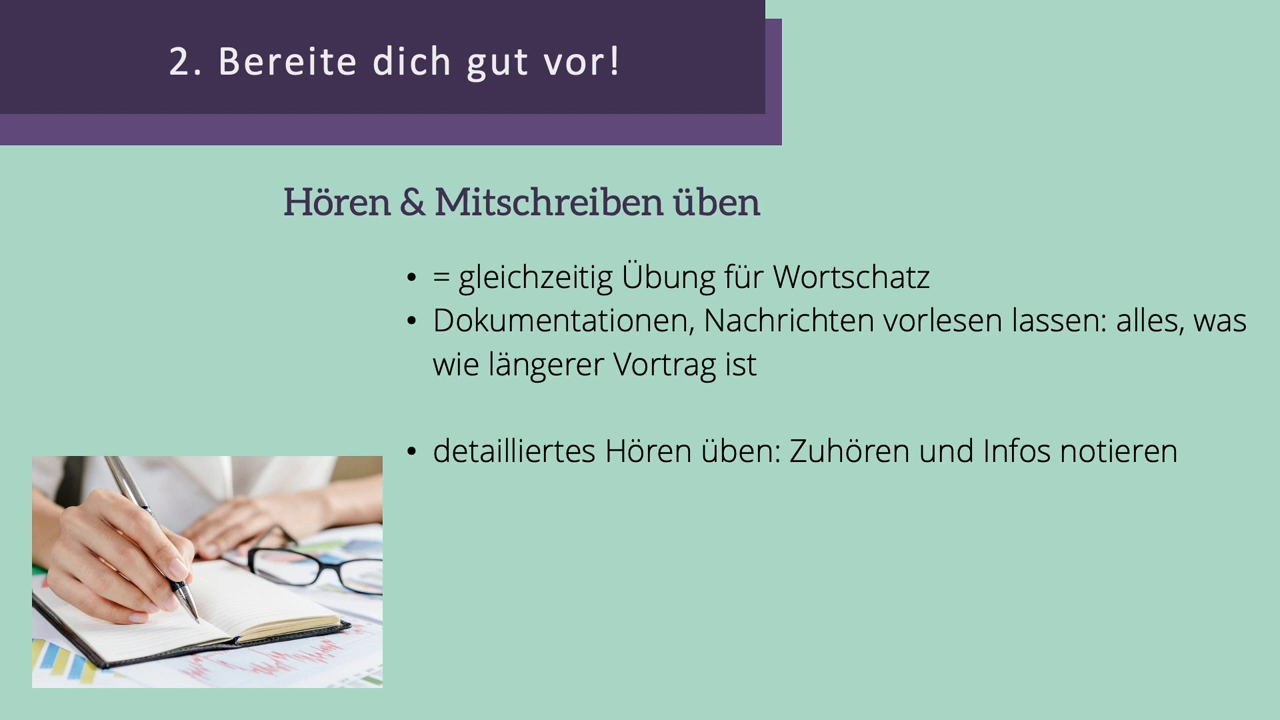 2. Bereite dich gut vor!
Hören & Mitschreiben üben
• = gleichzeitig Übung für Wortschatz
• Dokumentationen, Nachrichten vorlesen lassen: alles, was
wie längerer Vortrag ist
• detailliertes Hören üben: Zuhören und Infos notieren